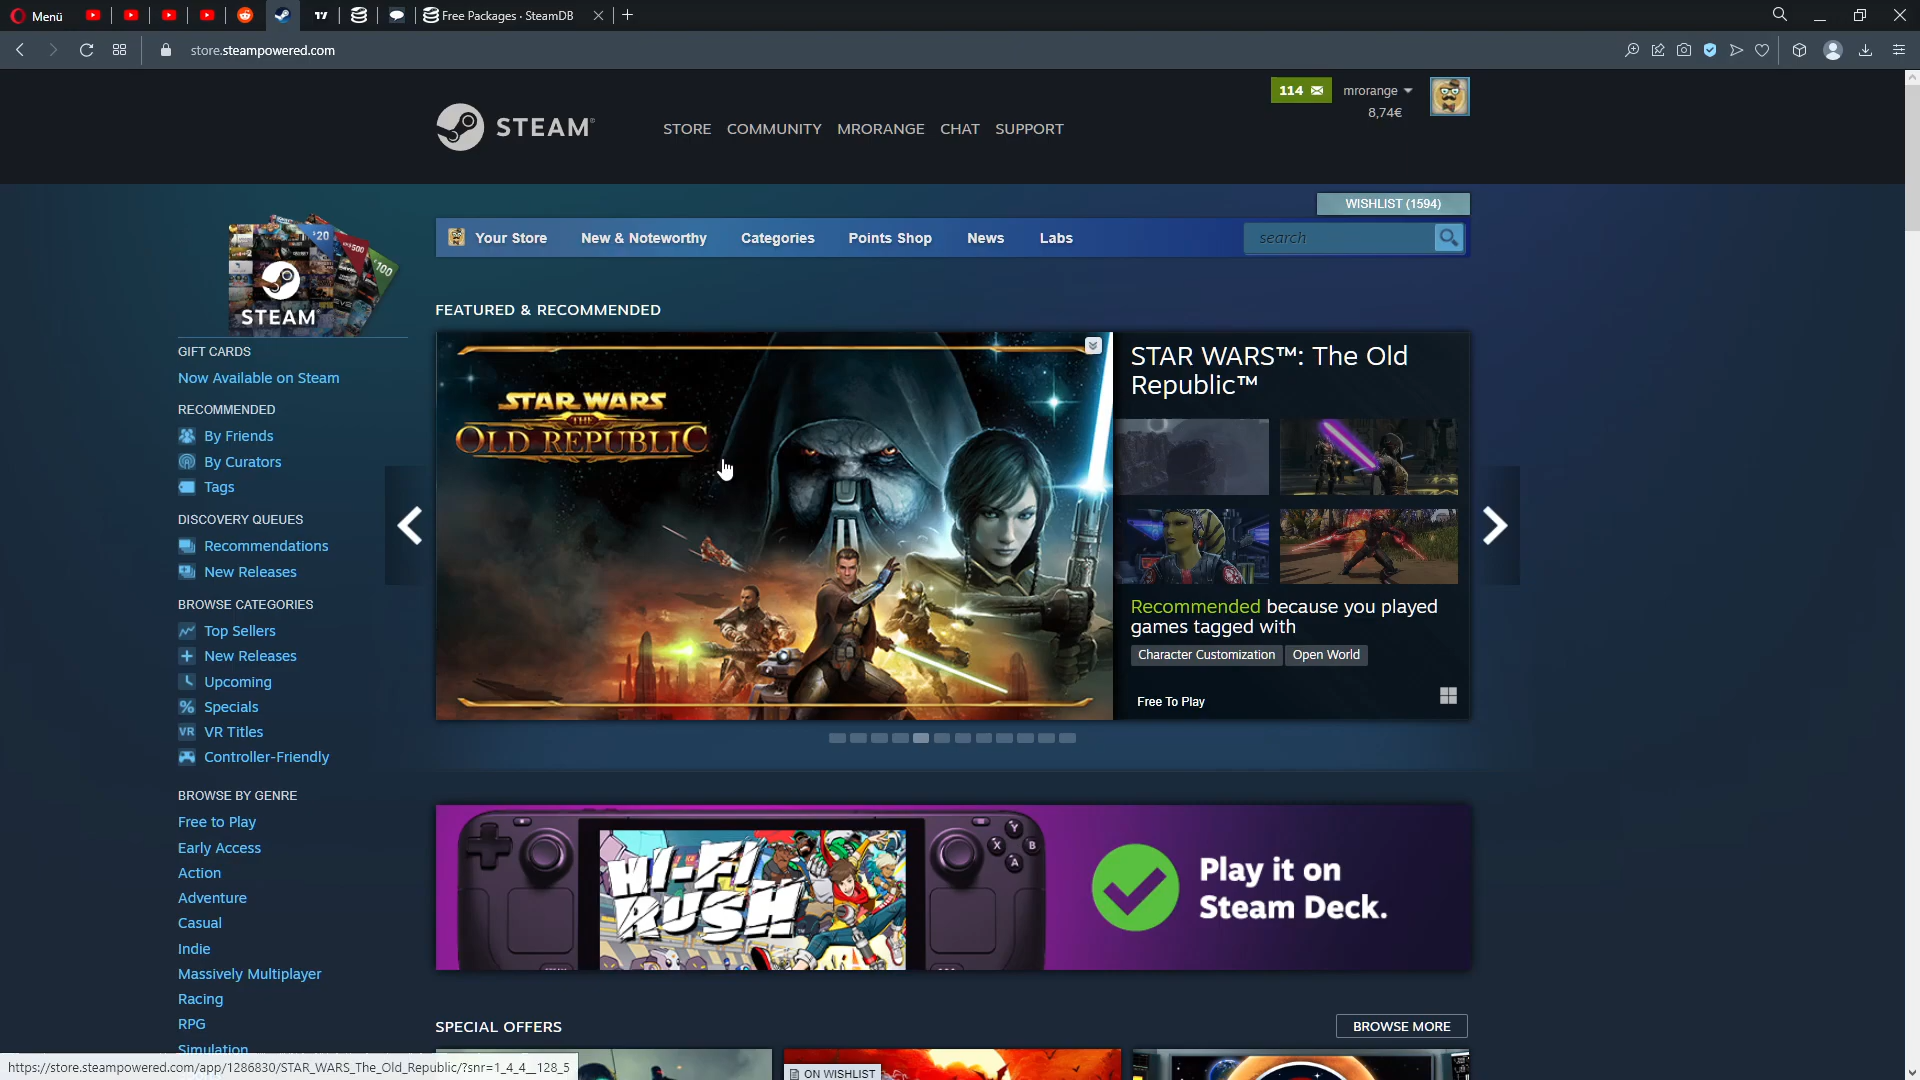 Menü
Free Packages · SteamDB
store.steampowered.com
114
mrorange
8,74€
STEAM®
STORE
COMMUNITY
MRORANGE
CHAT
SUPPORT
WISHLIST (1594)
Your Store
New & Noteworthy
Categories
Points Shop
News
Labs
search
$20
$100
STEAM
GIFT CARDS
Now Available on Steam
RECOMMENDED
By Friends
By Curators
Tags
DISCOVERY QUEUES
Recommendations
New Releases
BROWSE CATEGORIES
Top Sellers
New Releases
Upcoming
Specials
VR
VR Titles
Controller-Friendly
BROWSE BY GENRE
Free to Play
Early Access
Action
Adventure
Casual
Indie
Massively Multiplayer
Racing
RPG
Simulation
FEATURED & RECOMMENDED
STAR WARS
THE
OLD REPUBLIC
STAR WARS™: The Old
Republic™
Recommended because you played
games tagged with
Character Customization
Open World
Free To Play
HI-FI
RUSH
Y
X
B
A
Play it on
Steam Deck.
SPECIAL OFFERS
BROWSE MORE
ON WISHLIST
https://store.steampowered.com/app/1286830/STAR_WARS_The_Old_Republic/?snr=1_4_4__128_5